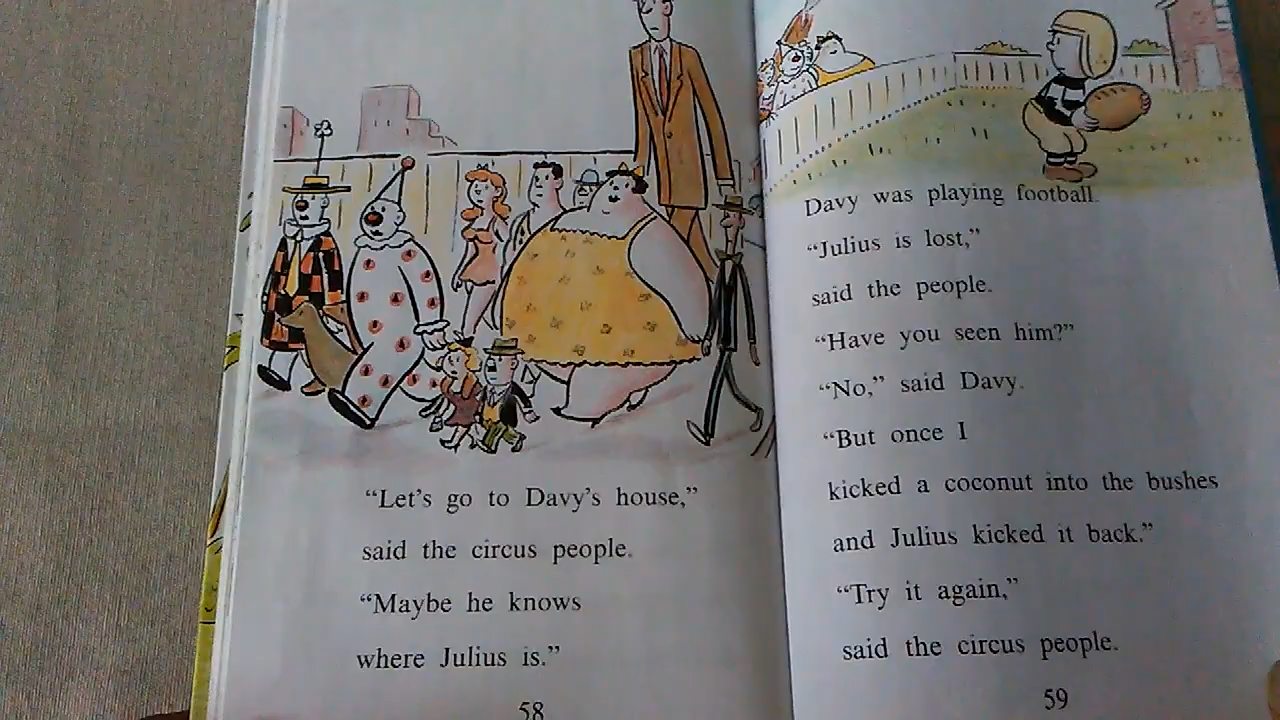 “Let’s go to Davy’s house,”
said the circus people.
“Maybe he knows
where Julius is.”
58
Davy was playing football.
“Julius is lost,”
said the people.
“Have you seen him?”
“No,” said Davy.
“But once I
kicked a coconut into the bushes
and Julius kicked it back.”
“Try it again,”
said the circus people.
59